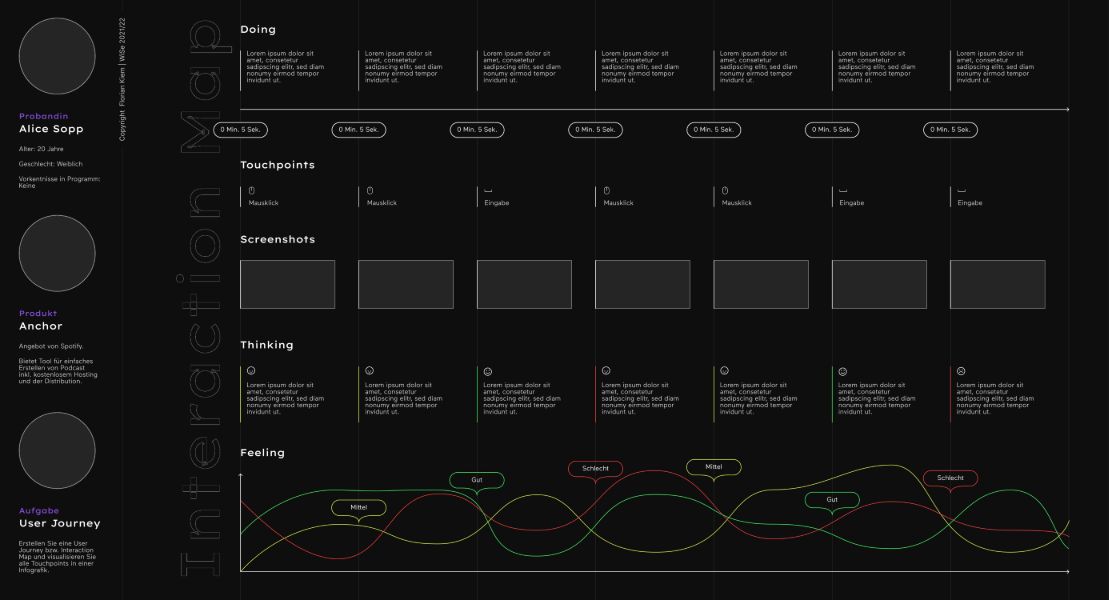 Probandin
Alice Sopp
Alter: 20 Jahre
Geschlecht: Weiblich
Vorkentnisse in Programm:
Keine
Produkt
Anchor
Angebot von Spotify.
Bietet Tool für einfaches
Erstellen von Podcast
inkl. kostenlosem Hosting
und der Distribution.
Aufgabe
User Journey
Erstellen Sie eine User
Journey bzw. Interaction
Map und visualisieren Sie
alle Touchpoints in einer
Infografik.
Copyright Florian Klem | WiSe 2021/22
Interaction Map
Doing
Lorem ipsum dolor sit
amet, consetetur
sadipscing elitr, sed diam
nonumy eirmod tempor
invidunt ut.
Lorem ipsum dolor sit
amet, consetetur
sadipscing elitr, sed diam
nonumy eirmod tempor
invidunt ut.
Lorem ipsum dolor sit
amet, consetetur
sadipscing elitr, sed diam
nonumy eirmod tempor
invidunt ut.
Lorem ipsum dolor sit
amet, consetetur
sadipscing elitr, sed diam
nonumy eirmod tempor
invidunt ut.
Lorem ipsum dolor sit
amet, consetetur
sadipscing elitr, sed diam
nonumy eirmod tempor
invidunt ut.
Lorem ipsum dolor sit
amet, consetetur
sadipscing elitr, sed diam
nonumy eirmod tempor
invidunt ut.
Lorem ipsum dolor sit
amet, consetetur
sadipscing elitr, sed diam
nonumy eirmod tempor
invidunt ut.
0 Min. 5 Sek.
0 Min. 5 Sek.
0 Min. 5 Sek.
0 Min. 5 Sek.
0 Min. 5 Sek.
0 Min. 5 Sek.
0 Min. 5 Sek.
Touchpoints
Mausklick
Mausklick
Eingabe
Mausklick
Mausklick
Eingabe
Eingabe
Screenshots
Thinking
Lorem ipsum dolor sit
amet, consetetur
sadipscing elitr, sed diam
nonumy eirmod tempor
invidunt ut.
Lorem ipsum dolor sit
amet, consetetur
sadipscing elitr, sed diam
nonumy eirmod tempor
invidunt ut.
Lorem ipsum dolor sit
amet, consetetur
sadipscing elitr, sed diam
nonumy eirmod tempor
invidunt ut.
Lorem ipsum dolor sit
amet, consetetur
sadipscing elitr, sed diam
nonumy eirmod tempor
invidunt ut.
Lorem ipsum dolor sit
amet, consetetur
sadipscing elitr, sed diam
nonumy eirmod tempor
invidunt ut.
Lorem ipsum dolor sit
amet, consetetur
sadipscing elitr, sed diam
nonumy eirmod tempor
invidunt ut.
Lorem ipsum dolor sit
amet, consetetur
sadipscing elitr, sed diam
nonumy eirmod tempor
invidunt ut.
Feeling
Mittel
Gut
Schlecht
Mittel
Gut
Schlecht